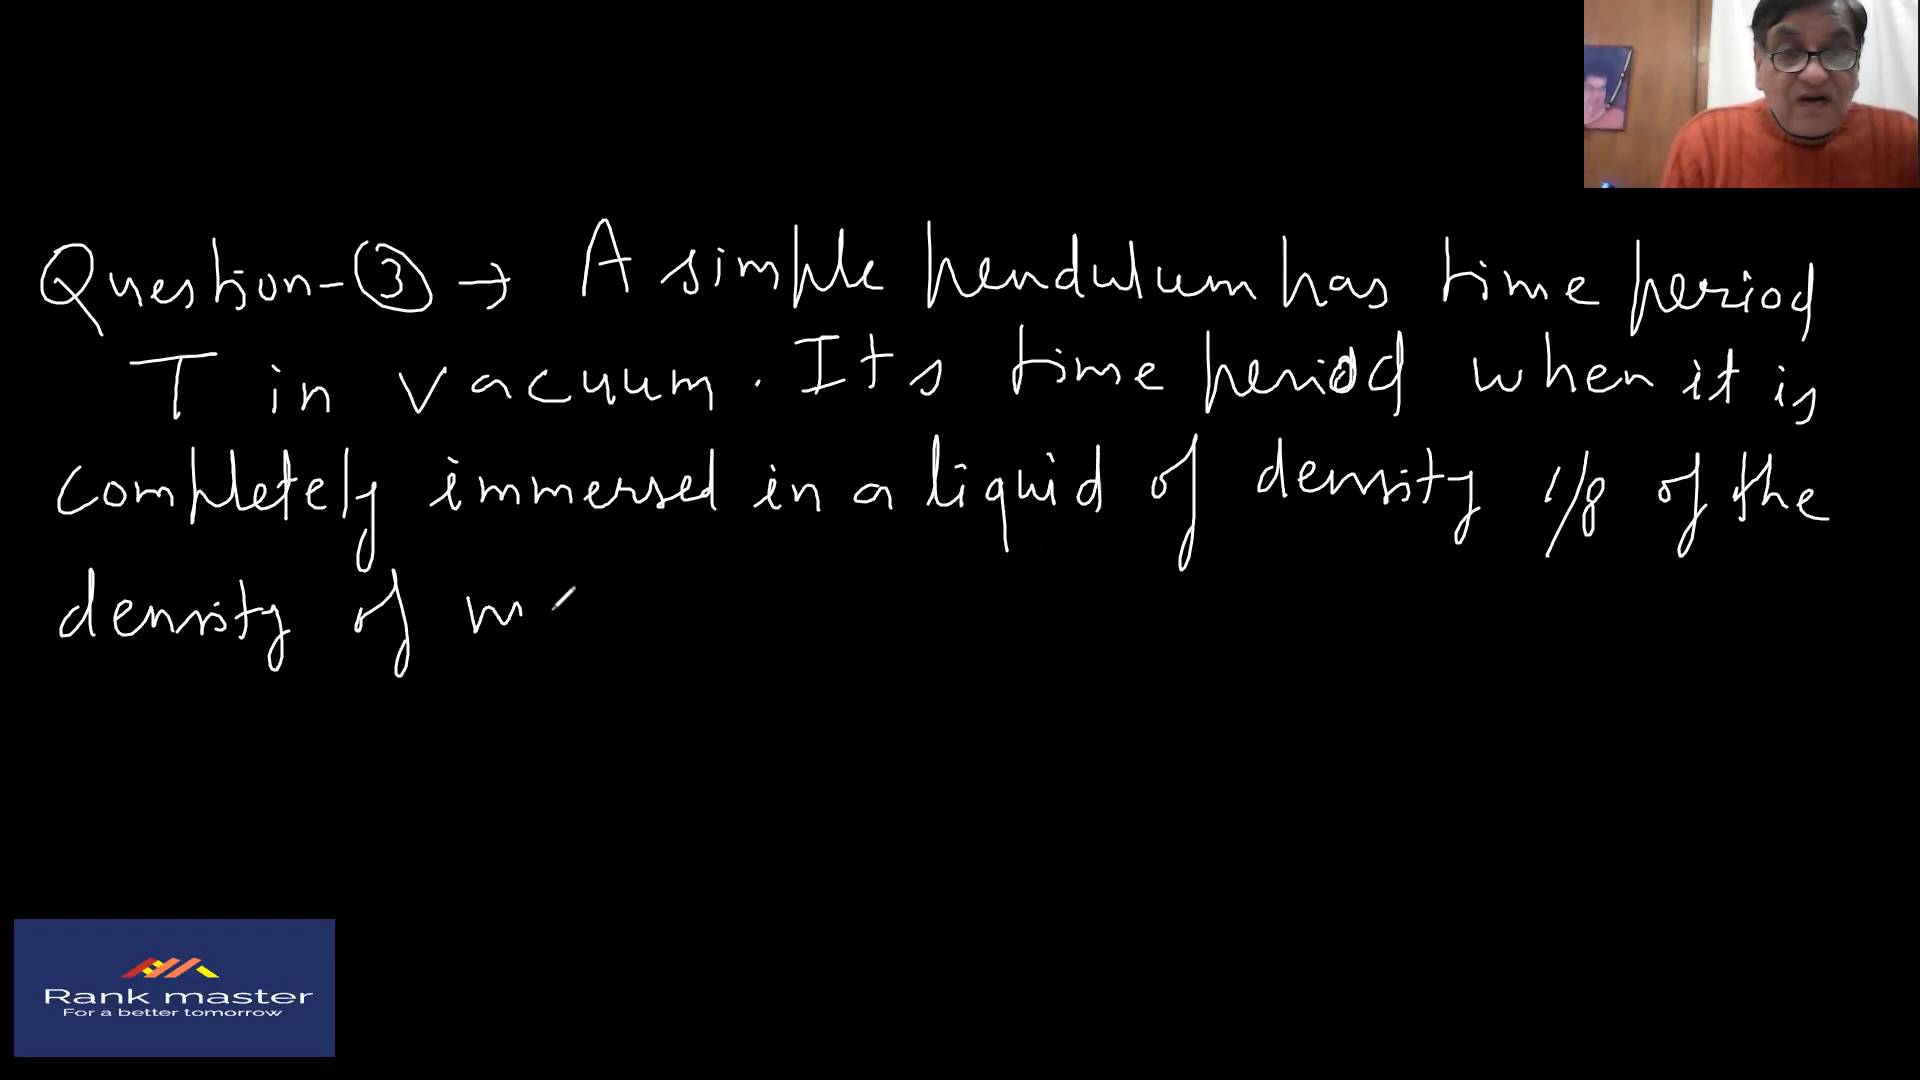 Question-③ → A simple pendulum has time period
T in vacuum. Its time period when it is
completely immersed in a liquid of density 1/8 of the
density of m
Rank master
For a better tomorrow